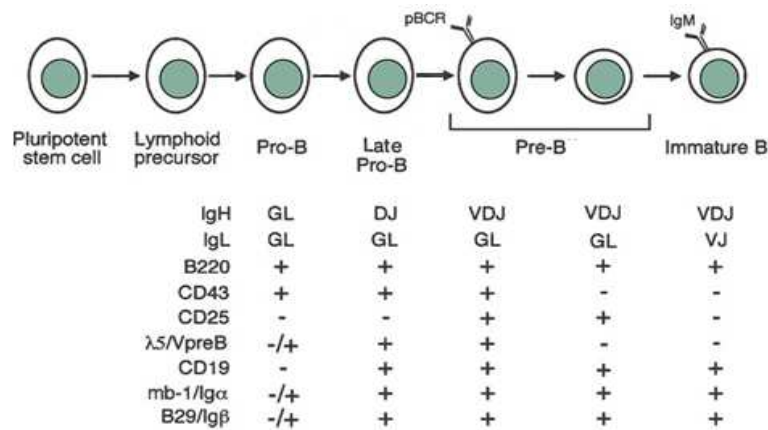 pBCR
IgM
Pluripotent
stem cell
Lymphoid
precursor
Pro-B
Late
Pro-B
Pre-B
Immature B
IgH GL DJ VDJ VDJ VDJ
IgL GL GL GL GL VJ
B220 + + + + +
CD43 + + + - -
CD25 - - + + -
λ5/VpreB -/+ + + - -
CD19 - + + + +
mb-1/Igα -/+ + + + +
B29/Igβ -/+ + + + +